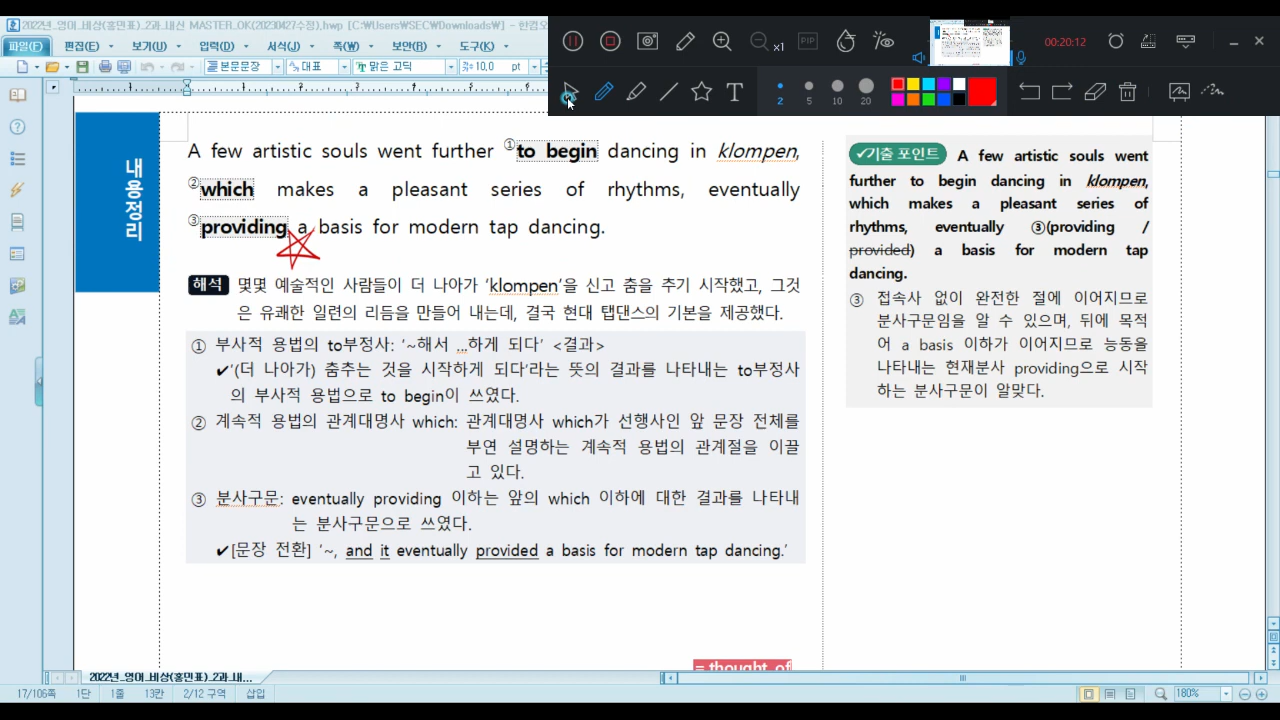 2022년_영어_비상(홍민표)_2과_내신 MASTER_OK(20230427수정).hwp [C:\Users\SEC\Downloads\] -
파일(F) 편집(E) 보기(U) 입력(D) 서식(J) 쪽(W) 보안(R) 도구(K)
본문문장 대표 맑은 고딕 10.0 pt
x1
PIP
00:20:12
T
2 5 10 20
내용정리
A few artistic souls went further ①to begin dancing in klompen,
②which makes a pleasant series of rhythms, eventually
③providing a basis for modern tap dancing.
해석 몇몇 예술적인 사람들이 더 나아가 ‘klompen’을 신고 춤을 추기 시작했고, 그것
은 유쾌한 일련의 리듬을 만들어 내는데, 결국 현대 탭댄스의 기본을 제공했다.
① 부사적 용법의 to부정사: ‘~해서 ...하게 되다’ <결과>
✔‘(더 나아가) 춤추는 것을 시작하게 되다’라는 뜻의 결과를 나타내는 to부정사
의 부사적 용법으로 to begin이 쓰였다.
② 계속적 용법의 관계대명사 which: 관계대명사 which가 선행사인 앞 문장 전체를
부연 설명하는 계속적 용법의 관계절을 이끌
고 있다.
③ 분사구문: eventually providing 이하는 앞의 which 이하에 대한 결과를 나타내
는 분사구문으로 쓰였다.
✔[문장 전환] ‘~, and it eventually provided a basis for modern tap dancing.’
= thought of
✔기출 포인트 A few artistic souls went
further to begin dancing in klompen,
which makes a pleasant series of
rhythms, eventually ③(providing /
provided) a basis for modern tap
dancing.
③ 접속사 없이 완전한 절에 이어지므로
분사구문임을 알 수 있으며, 뒤에 목적
어 a basis 이하가 이어지므로 능동을
나타내는 현재분사 providing으로 시작
하는 분사구문이 알맞다.
2022년_영어_비상(홍민표)_2과_내...
17/106쪽 1단 1줄 13칸 2/12 구역 삽입
180%